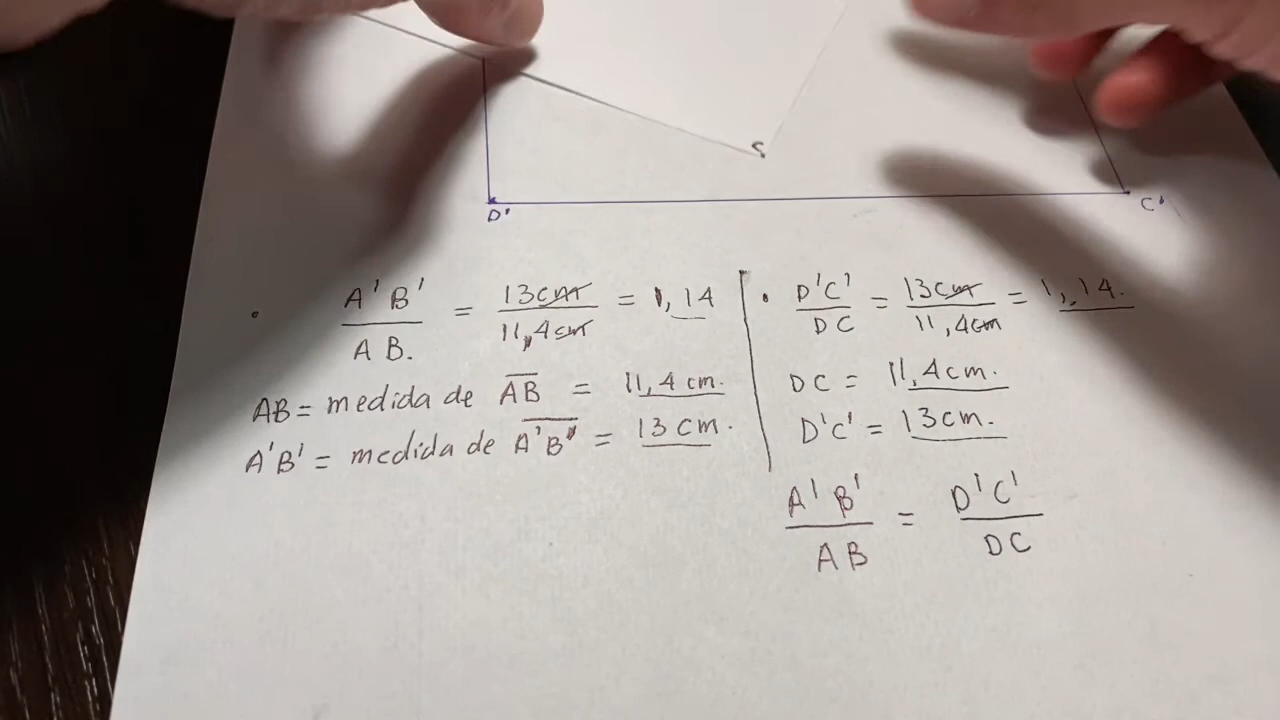 S
D'
C'
. A'B' / AB. = 13cm / 11,4cm = 1,14
AB = medida de AB = 11,4 cm.
A'B' = medida de A'B' = 13 cm.
. D'C' / DC = 13cm / 11,4cm = 1,14.
DC = 11,4cm.
D'C' = 13cm.
A'B' / AB = D'C' / DC